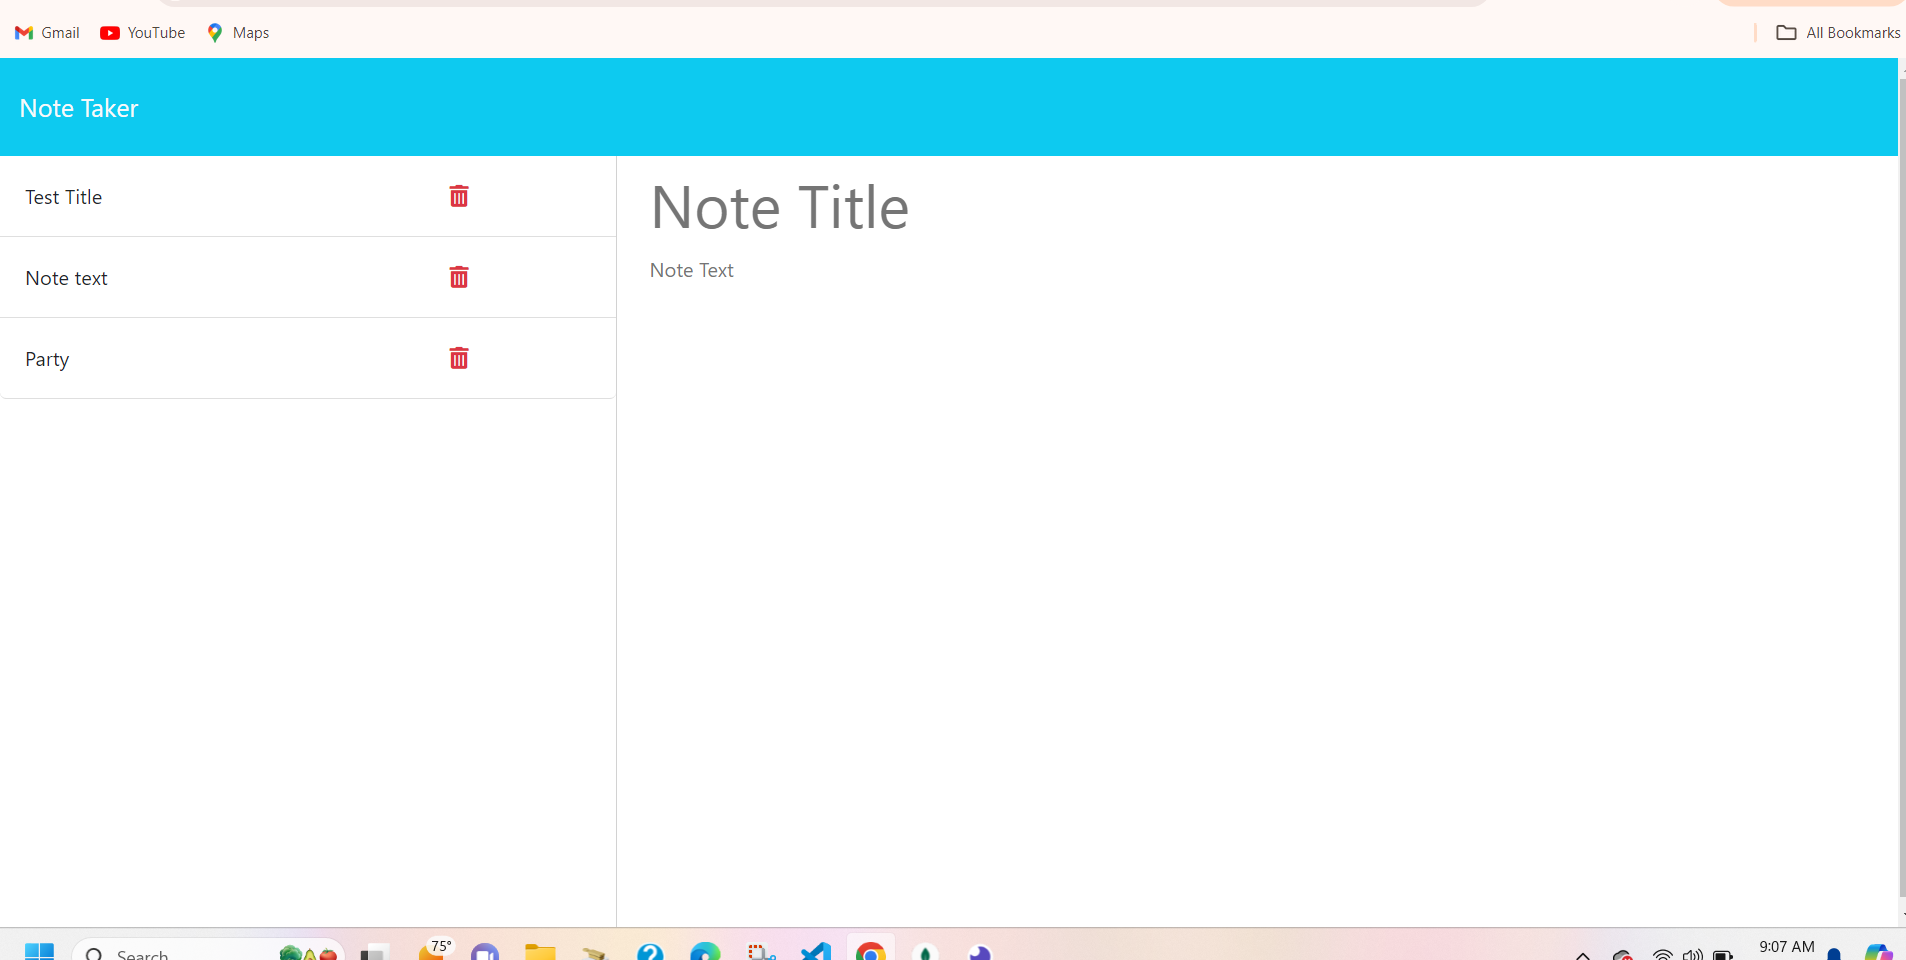 Gmail YouTube Maps All Bookmarks
Note Taker
Test Title
Note text
Party
Note Title
Note Text
Search 75° 9:07 AM